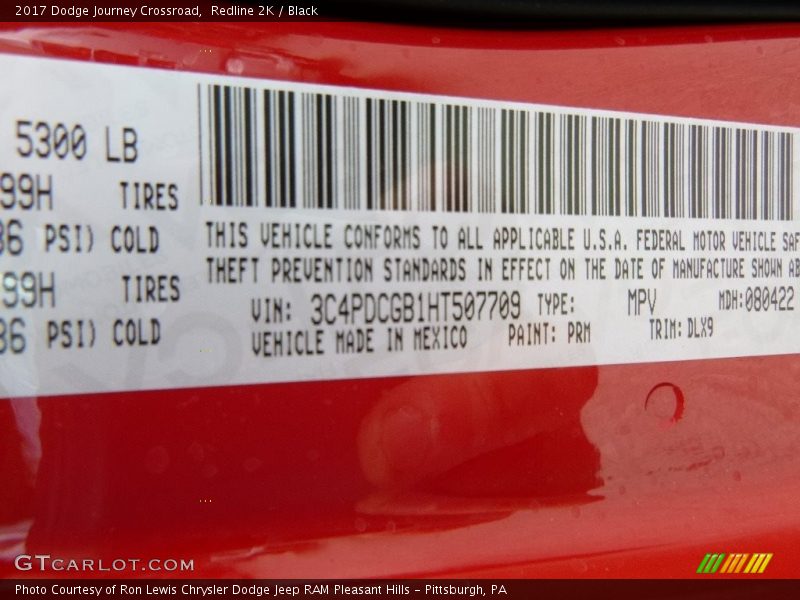 2017 Dodge Journey Crossroad, Redline 2K / Black
5300 LB
99H TIRES
36 PSI) COLD
99H TIRES
36 PSI) COLD
THIS VEHICLE CONFORMS TO ALL APPLICABLE U.S.A. FEDERAL MOTOR VEHICLE SAF
THEFT PREVENTION STANDARDS IN EFFECT ON THE DATE OF MANUFACTURE SHOWN AB
VIN: 3C4PDCGB1HT507709 TYPE: MPV MDH:080422
VEHICLE MADE IN MEXICO PAINT: PRM TRIM: DLX9
GTCARLOT.COM
Photo Courtesy of Ron Lewis Chrysler Dodge Jeep RAM Pleasant Hills - Pittsburgh, PA